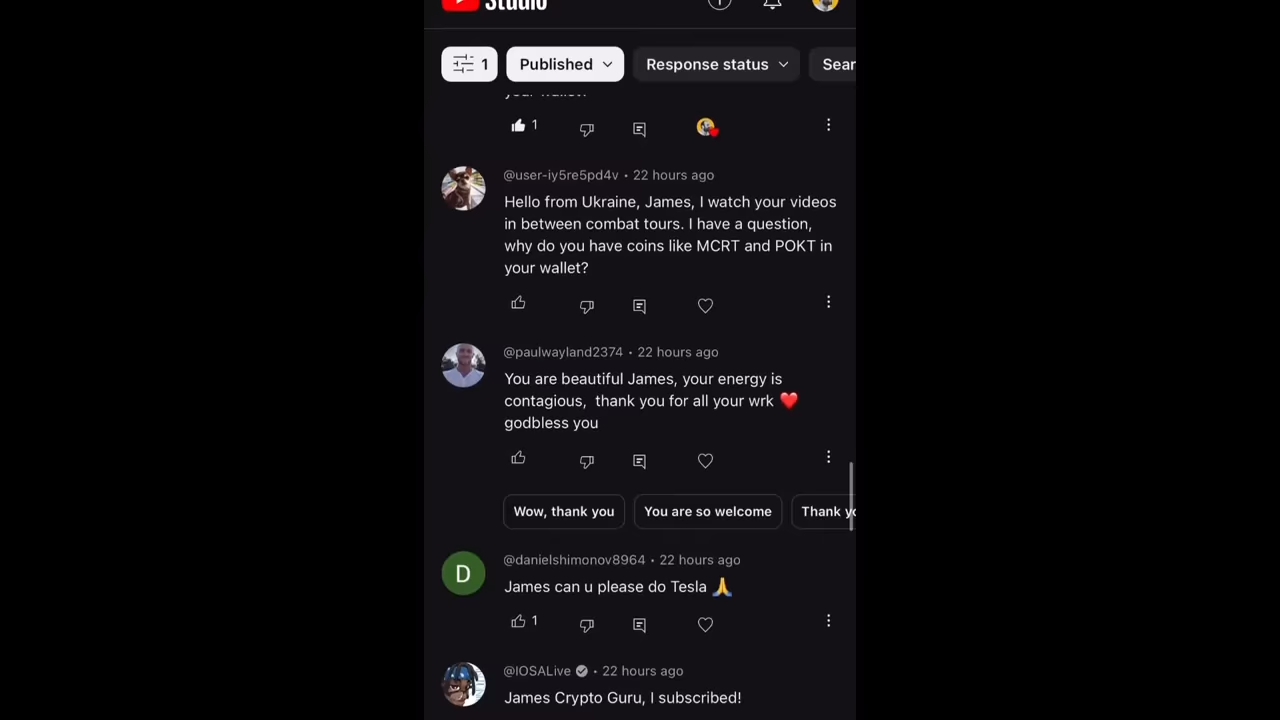 Studio
1
Published
Response status
Sear
your wallet?
1
@user-iy5re5pd4v • 22 hours ago
Hello from Ukraine, James, I watch your videos
in between combat tours. I have a question,
why do you have coins like MCRT and POKT in
your wallet?
@paulwayland2374 • 22 hours ago
You are beautiful James, your energy is
contagious,  thank you for all your wrk ❤️
godbless you
Wow, thank you
You are so welcome
Thank yo
@danielshimonov8964 • 22 hours ago
D
James can u please do Tesla 🙏
1
@IOSALive • 22 hours ago
James Crypto Guru, I subscribed!